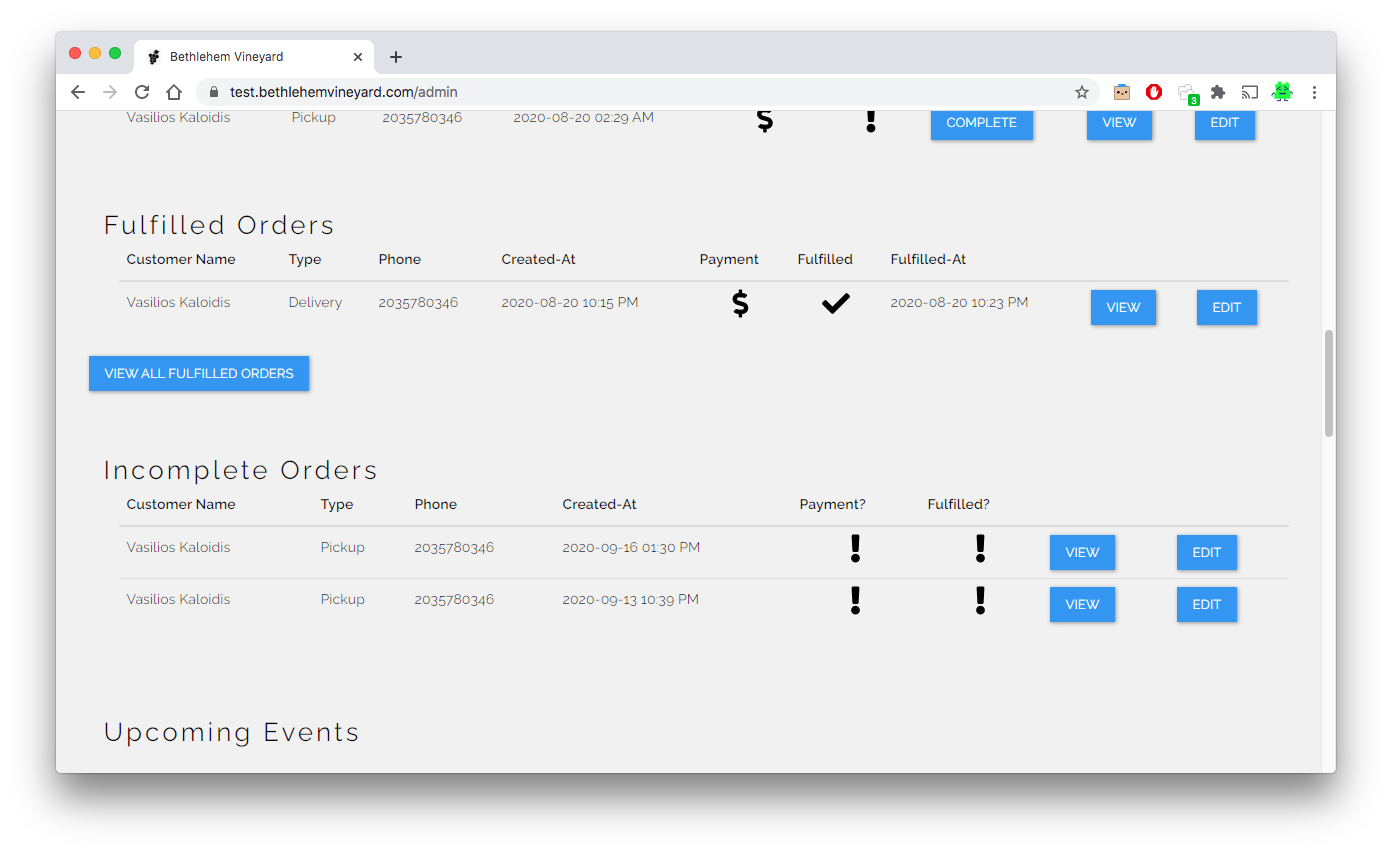 Bethlehem Vineyard
test.bethlehemvineyard.com/admin
3
Vasilios Kaloidis Pickup 2035780346 2020-08-20 02:29 AM $ ! COMPLETE VIEW EDIT
Fulfilled Orders
Customer Name Type Phone Created-At Payment Fulfilled Fulfilled-At
Vasilios Kaloidis Delivery 2035780346 2020-08-20 10:15 PM $ ✔ 2020-08-20 10:23 PM VIEW EDIT
VIEW ALL FULFILLED ORDERS
Incomplete Orders
Customer Name Type Phone Created-At Payment? Fulfilled?
Vasilios Kaloidis Pickup 2035780346 2020-09-16 01:30 PM ! ! VIEW EDIT
Vasilios Kaloidis Pickup 2035780346 2020-09-13 10:39 PM ! ! VIEW EDIT
Upcoming Events